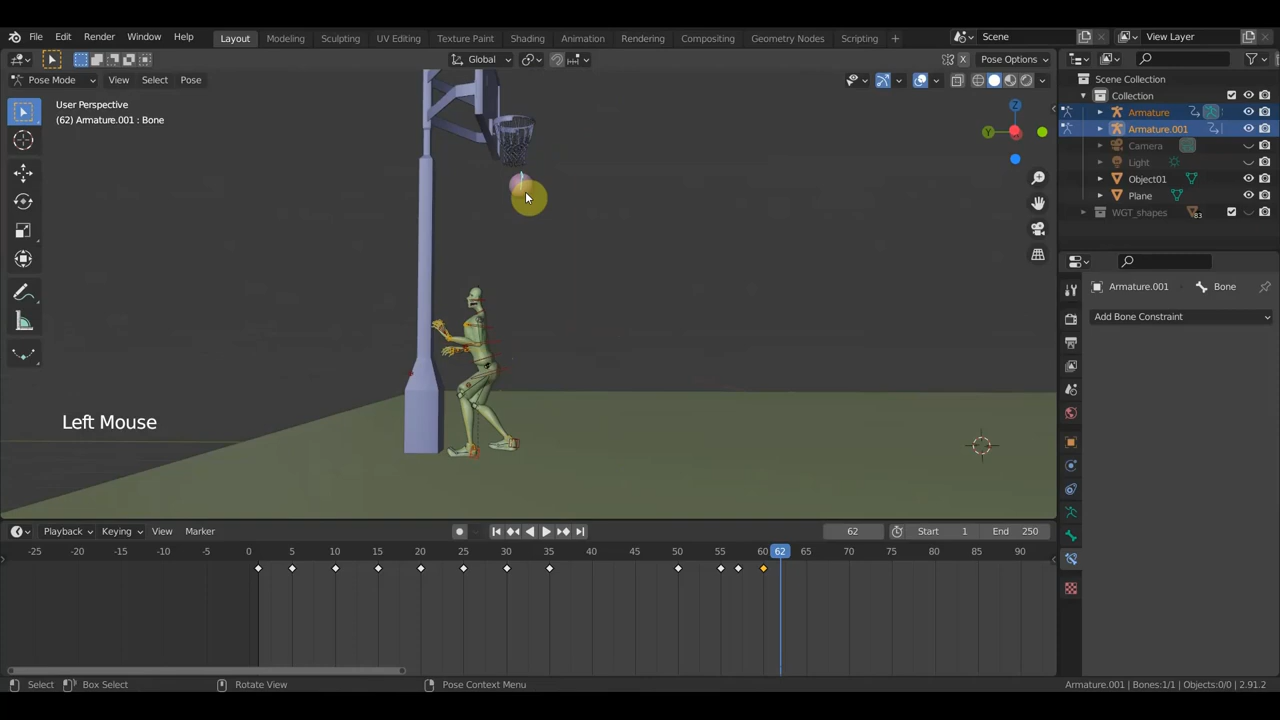 File Edit Render Window Help Layout Modeling Sculpting UV Editing Texture Paint Shading Animation Rendering Compositing Geometry Nodes Scripting + Scene View Layer
Global Pose Options
Pose Mode View Select Pose
User Perspective
(62) Armature.001 : Bone
Z
Y
Scene Collection
Collection
Armature
Armature.001
Camera
Light
Object01
Plane
WGT_shapes 83
Armature.001 > Bone
Add Bone Constraint
Left Mouse
Playback Keying View Marker 62 Start 1 End 250
-25 -20 -15 -10 -5 0 5 10 15 20 25 30 35 40 45 50 55 60 62 65 70 75 80 85 90
Select Box Select Rotate View Pose Context Menu Armature.001 | Bones:1/1 | Objects:0/0 | 2.91.2